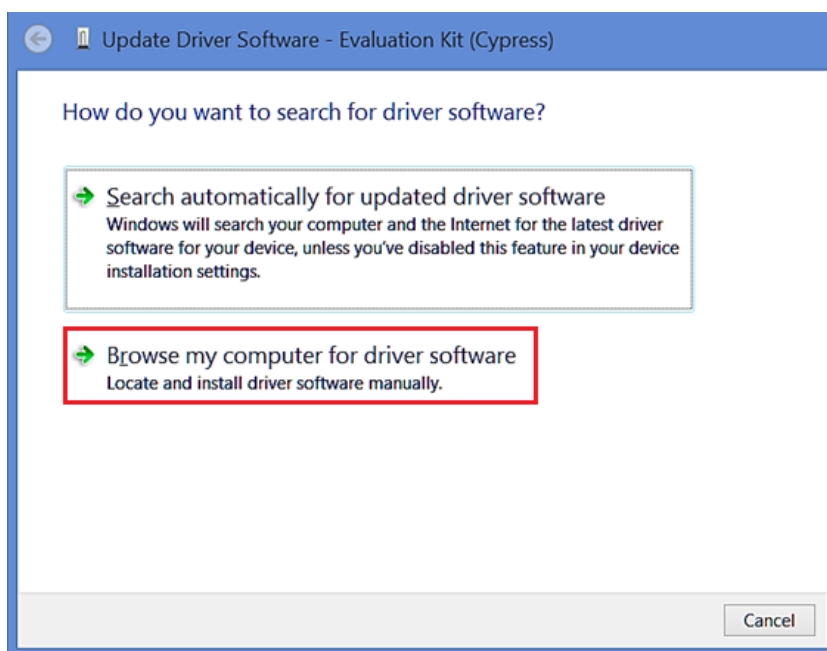 Update Driver Software - Evaluation Kit (Cypress)
How do you want to search for driver software?
Search automatically for updated driver software
Windows will search your computer and the Internet for the latest driver
software for your device, unless you've disabled this feature in your device
installation settings.
Browse my computer for driver software
Locate and install driver software manually.
Cancel